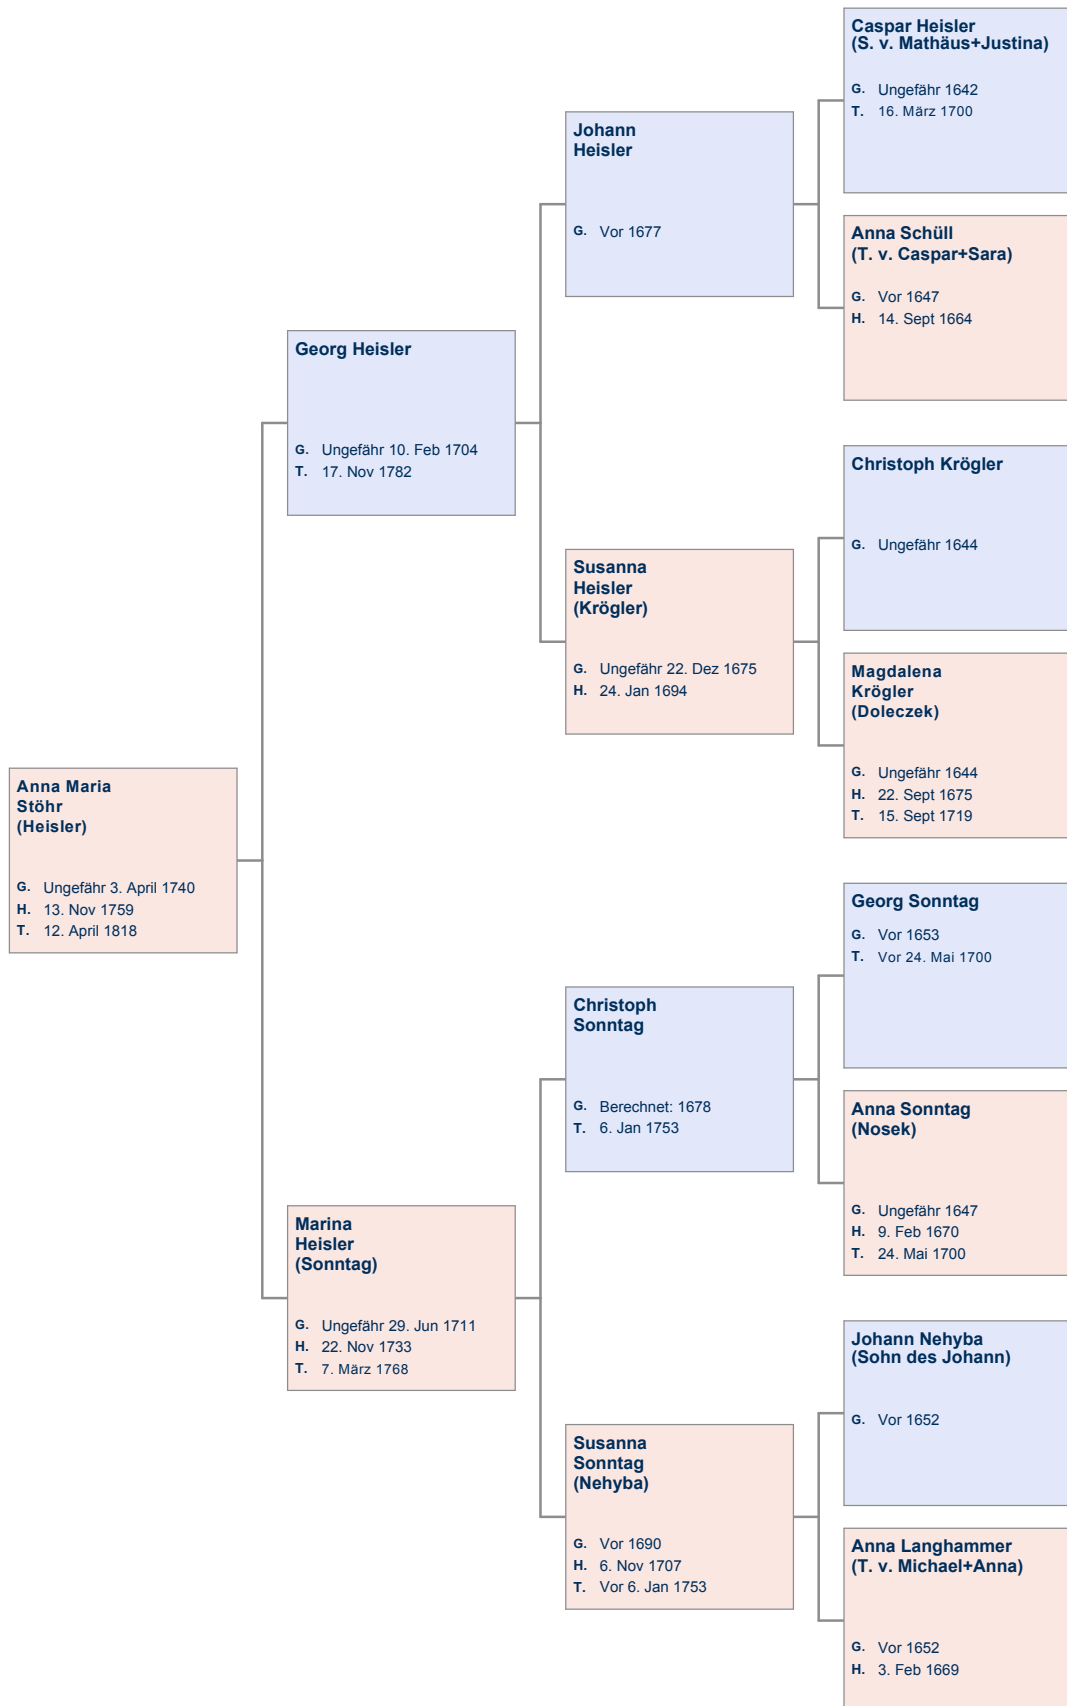 Caspar Heisler
(S. v. Mathäus+Justina)
G. Ungefähr 1642
T. 16. März 1700
Johann
Heisler
G. Vor 1677
Anna Schüll
(T. v. Caspar+Sara)
G. Vor 1647
H. 14. Sept 1664
Georg Heisler
G. Ungefähr 10. Feb 1704
T. 17. Nov 1782
Christoph Krögler
G. Ungefähr 1644
Susanna
Heisler
(Krögler)
G. Ungefähr 22. Dez 1675
H. 24. Jan 1694
Magdalena
Krögler
(Doleczek)
G. Ungefähr 1644
H. 22. Sept 1675
T. 15. Sept 1719
Anna Maria
Stöhr
(Heisler)
G. Ungefähr 3. April 1740
H. 13. Nov 1759
T. 12. April 1818
Georg Sonntag
G. Vor 1653
T. Vor 24. Mai 1700
Christoph
Sonntag
G. Berechnet: 1678
T. 6. Jan 1753
Anna Sonntag
(Nosek)
G. Ungefähr 1647
H. 9. Feb 1670
T. 24. Mai 1700
Marina
Heisler
(Sonntag)
G. Ungefähr 29. Jun 1711
H. 22. Nov 1733
T. 7. März 1768
Johann Nehyba
(Sohn des Johann)
G. Vor 1652
Susanna
Sonntag
(Nehyba)
G. Vor 1690
H. 6. Nov 1707
T. Vor 6. Jan 1753
Anna Langhammer
(T. v. Michael+Anna)
G. Vor 1652
H. 3. Feb 1669